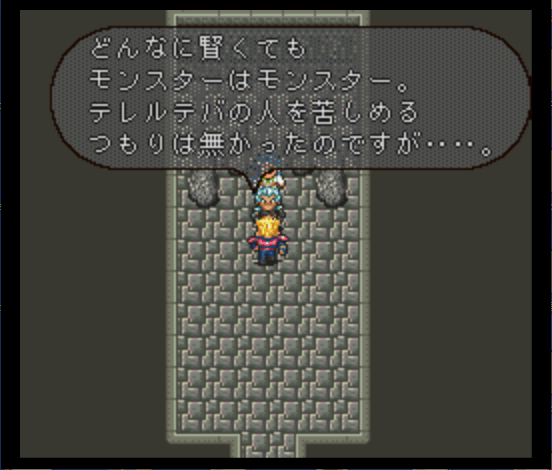 どんなに賢くても
モンスターはモンスター。
テレルテバの人を苦しめる
つもりは無かったのですが‥‥。